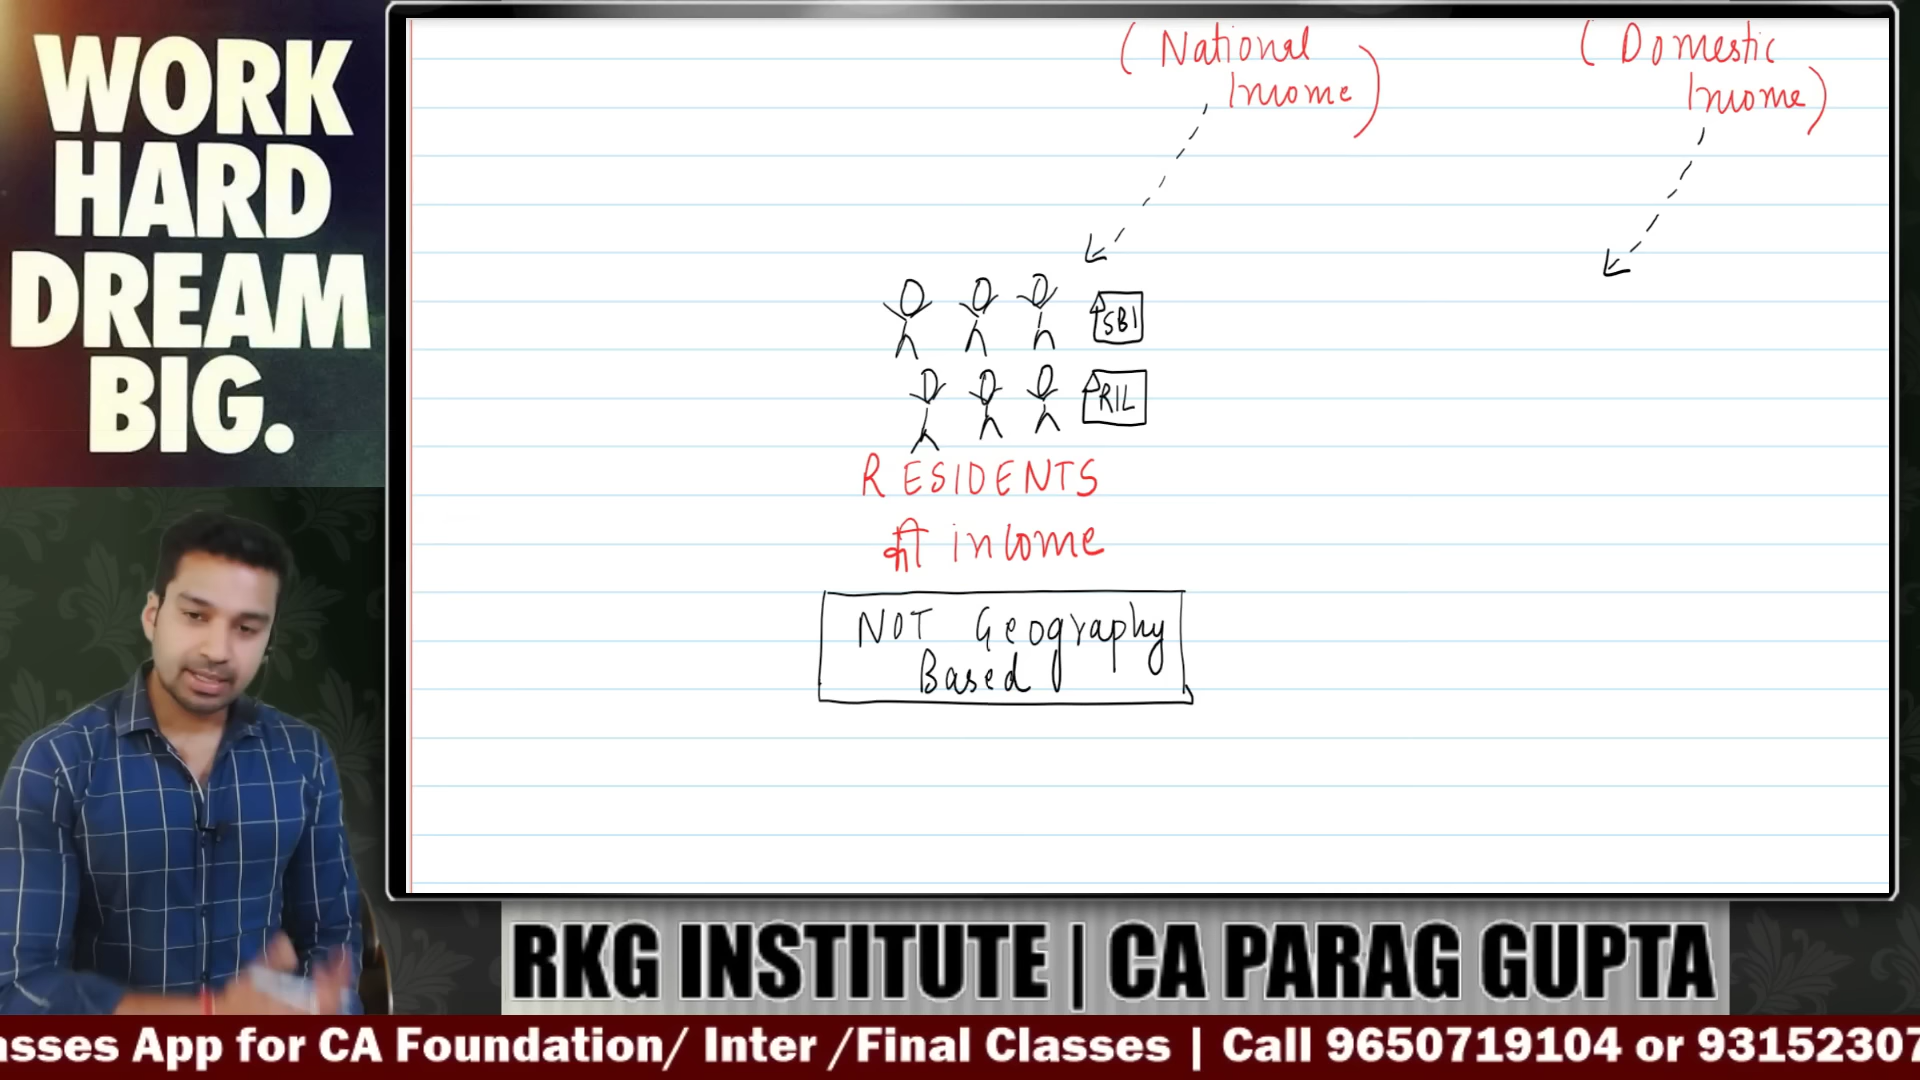 WORK
HARD
DREAM
BIG.
( National
Income )
( Domestic
Income )
SBI
RIL
RESIDENTS
की income
NOT Geography
Based
RKG INSTITUTE | CA PARAG GUPTA
asses App for CA Foundation/ Inter /Final Classes | Call 9650719104 or 93152307